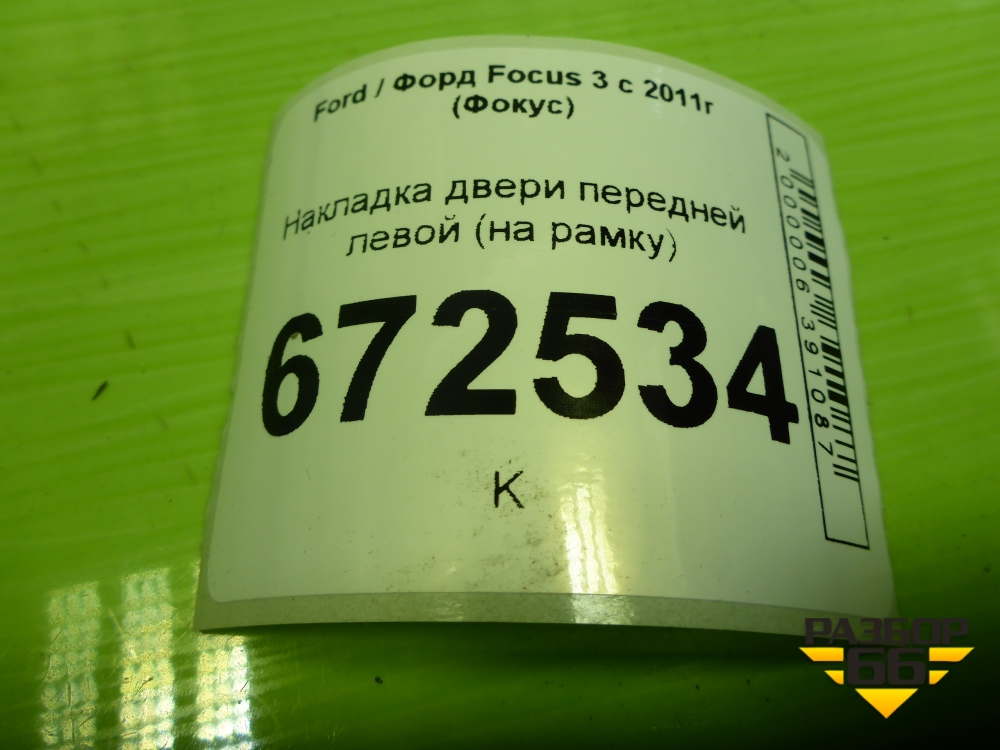 Ford / Форд Focus 3 с 2011г
(Фокус)
Накладка двери передней
левой (на рамку)
672534
К
2000006391087
РАЗБОР
66